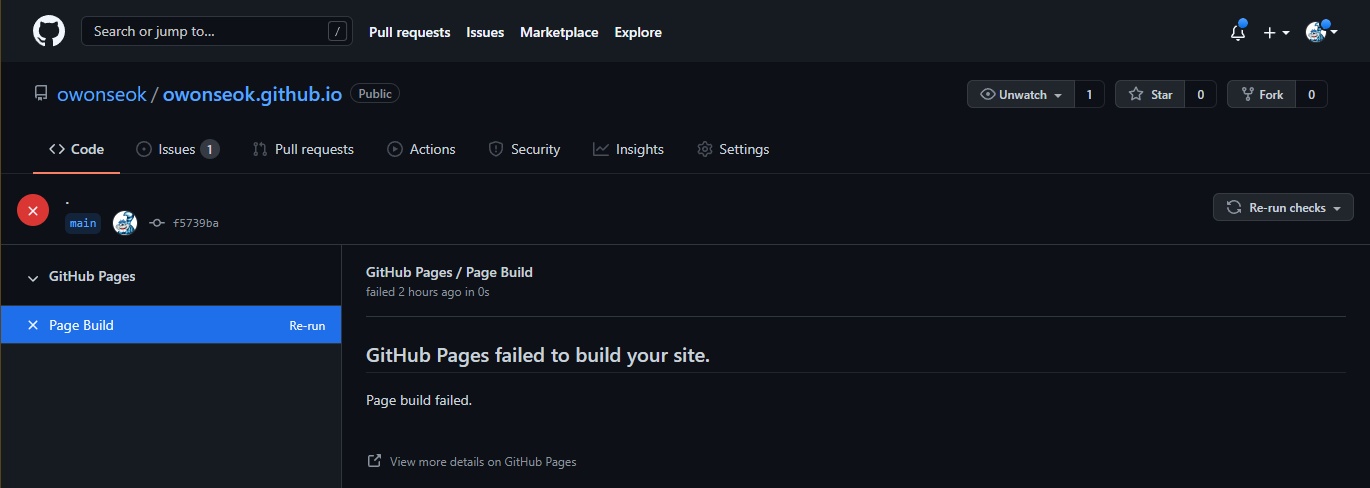 Search or jump to... / Pull requests Issues Marketplace Explore
owonseok / owonseok.github.io Public Unwatch 1 Star 0 Fork 0
Code Issues 1 Pull requests Actions Security Insights Settings
.
main f5739ba Re-run checks
GitHub Pages
Page Build Re-run
GitHub Pages / Page Build
failed 2 hours ago in 0s
GitHub Pages failed to build your site.
Page build failed.
View more details on GitHub Pages